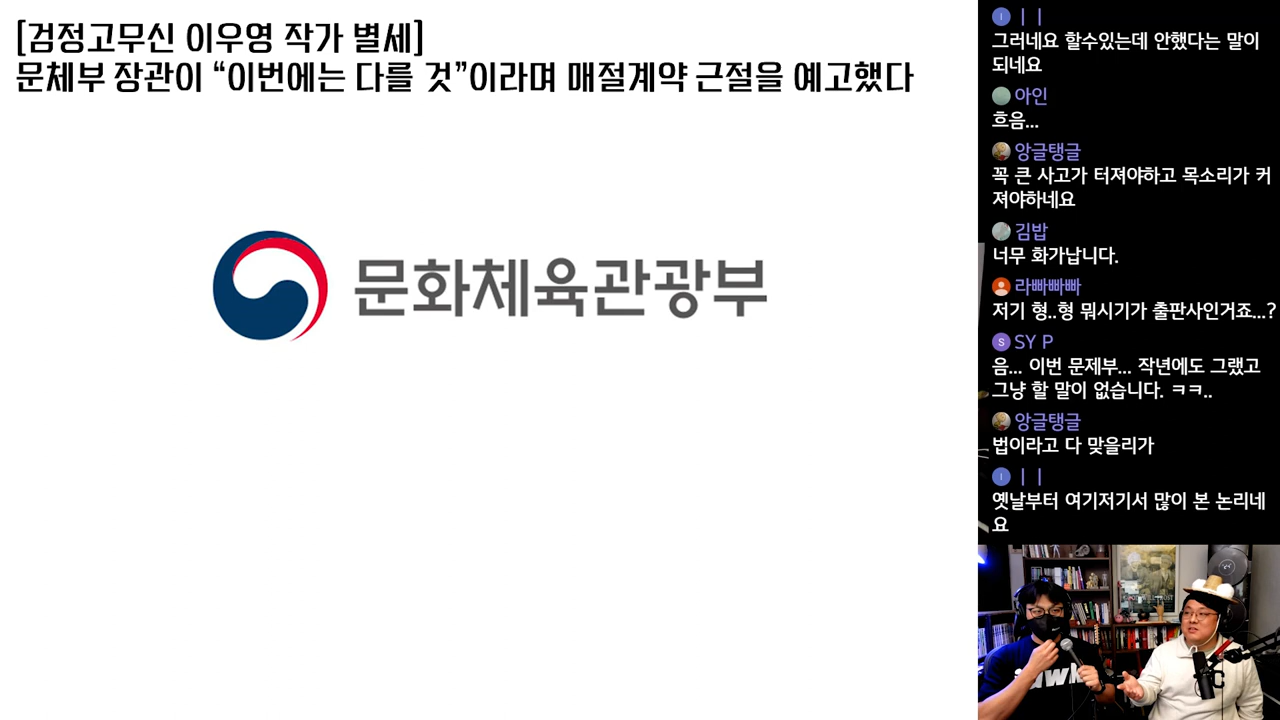 [검정고무신 이우영 작가 별세]
문체부 장관이 “이번에는 다를 것”이라며 매절계약 근절을 예고했다
문화체육관광부
I ㅣㅣ
그러네요 할수있는데 안했다는 말이
되네요
아인
흐음...
앙글탱글
꼭 큰 사고가 터져야하고 목소리가 커
져야하네요
김밥
너무 화가납니다.
라빠빠빠
저기 형..형 뭐시기가 출판사인거죠...?
S SY P
음... 이번 문제부... 작년에도 그랬고
그냥 할 말이 없습니다. ㅋㅋ..
앙글탱글
법이라고 다 맞을리가
I ㅣㅣ
옛날부터 여기저기서 많이 본 논리네
요